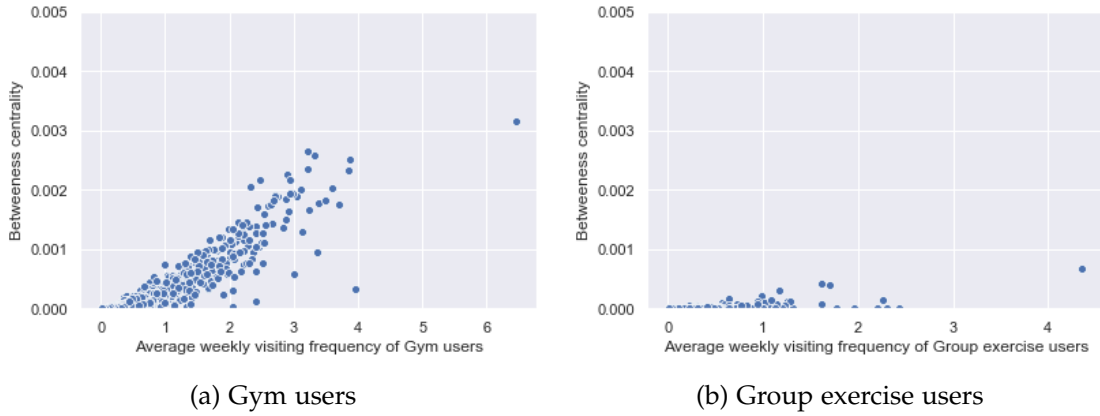 0.005
0.004
0.003
0.002
0.001
0.000
Betweeness centrality
0 1 2 3 4 5 6
Average weekly visiting frequency of Gym users
(a) Gym users
0.005
0.004
0.003
0.002
0.001
0.000
Betweeness centrality
0 1 2 3 4
Average weekly visiting frequency of Group exercise users
(b) Group exercise users